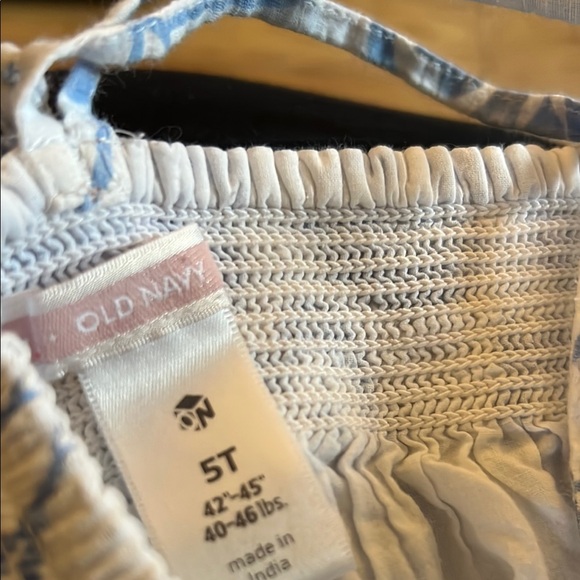 OLD NAVY
ON
5T
42"-45"
40-46 lbs.
made in
India